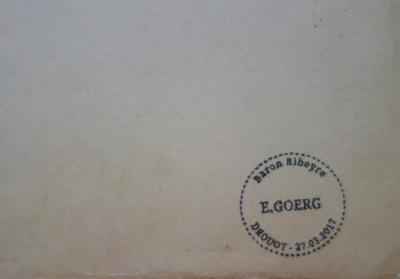 Baron Ribeyre
E.GOERG
DROUOT - 27.03.2017